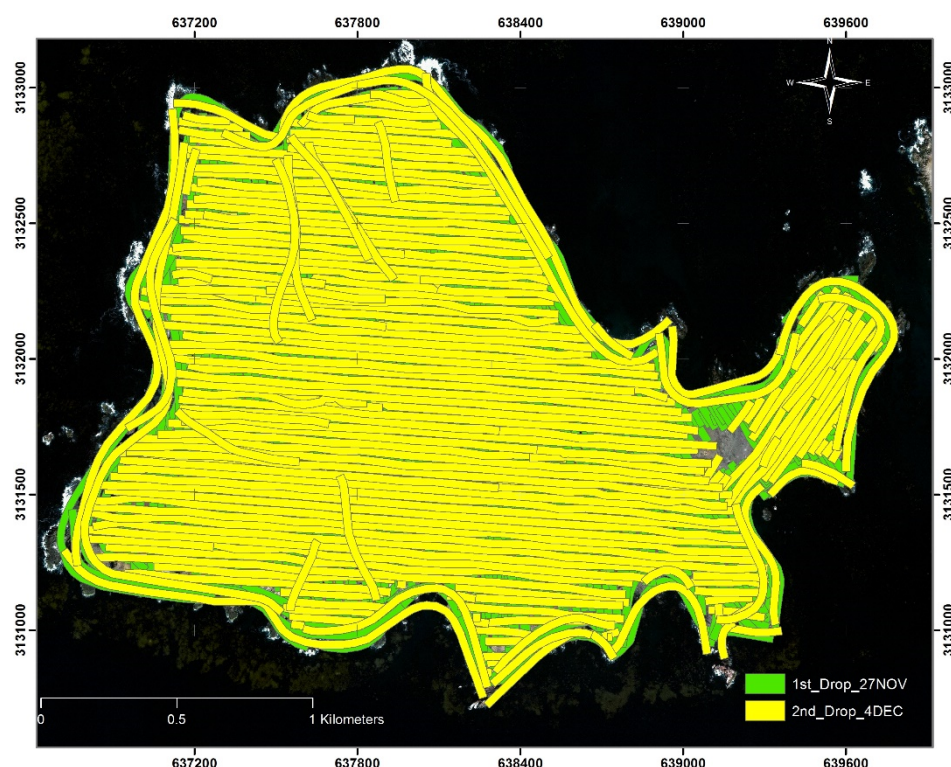 637200 637800 638400 639000 639600
3133000 3133000
N
W E
S
3132500 3132500
3132000 3132000
3131500 3131500
3131000 3131000
1st_Drop_27NOV
2nd_Drop_4DEC
0 0.5 1 Kilometers
637200 637800 638400 639000 639600